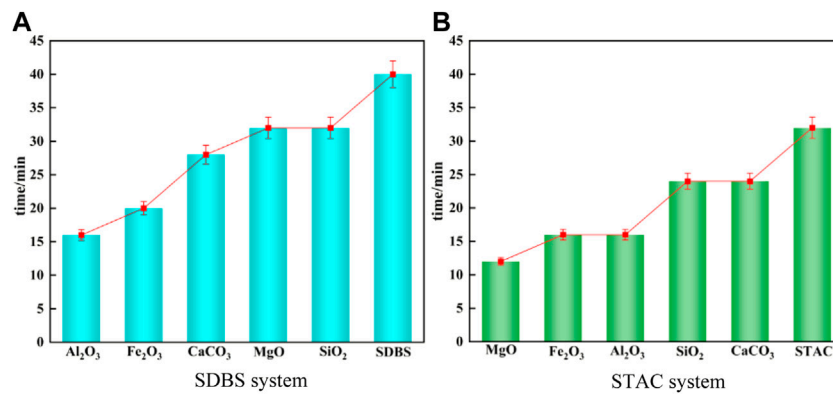 A
45
40
35
30
25
20
15
10
5
0
time/min
Al₂O₃ Fe₂O₃ CaCO₃ MgO SiO₂ SDBS
SDBS system
B
45
40
35
30
25
20
15
10
5
0
time/min
MgO Fe₂O₃ Al₂O₃ SiO₂ CaCO₃ STAC
STAC system